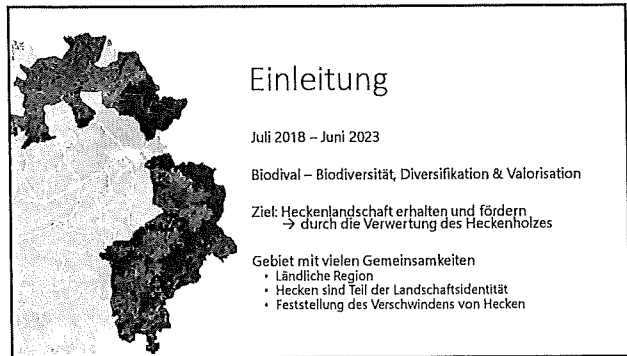 Einleitung
Juli 2018 – Juni 2023
Biodival – Biodiversität, Diversifikation & Valorisation
Ziel: Heckenlandschaft erhalten und fördern
→ durch die Verwertung des Heckenholzes
Gebiet mit vielen Gemeinsamkeiten
• Ländliche Region
• Hecken sind Teil der Landschaftsidentität
• Feststellung des Verschwindens von Hecken